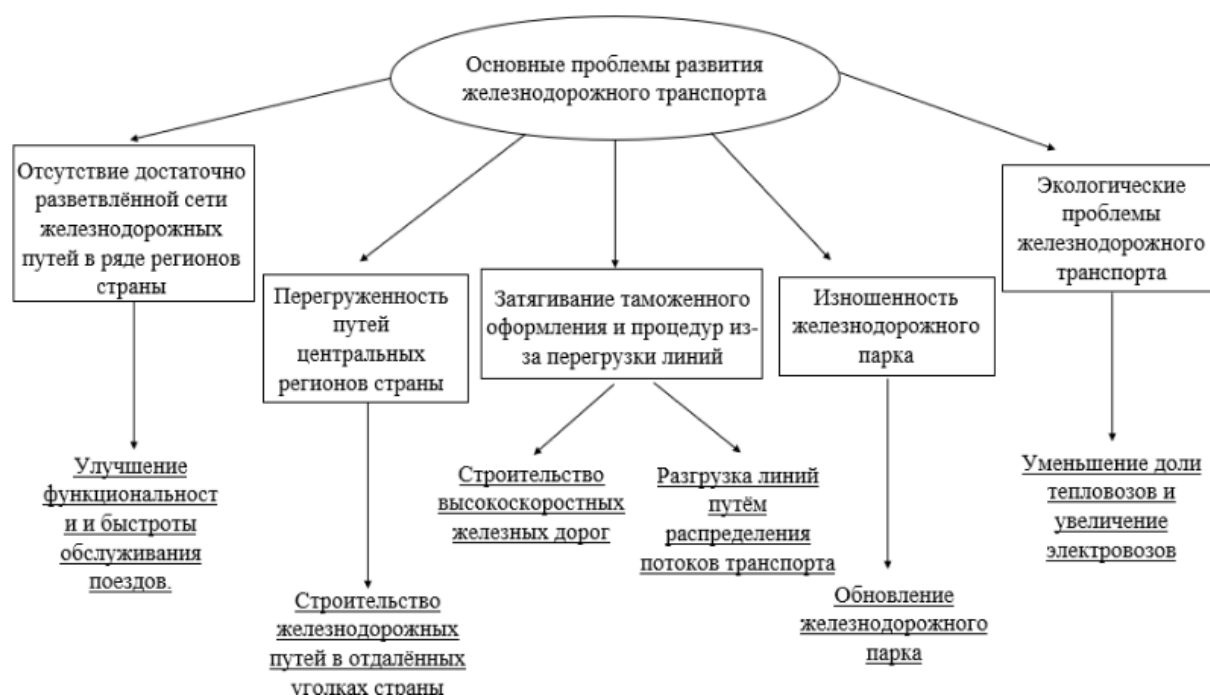 Основные проблемы развития
железнодорожного транспорта
Отсутствие достаточно
разветвлённой сети
железнодорожных
путей в ряде регионов
страны
Перегруженность
путей
центральных
регионов страны
Затягивание таможенного
оформления и процедур из-
за перегрузки линий
Изношенность
железнодорожного
парка
Экологические
проблемы
железнодорожного
транспорта
Улучшение
функциональност
и и быстроты
обслуживания
поездов.
Строительство
железнодорожных
путей в отдалённых
уголках страны
Строительство
высокоскоростных
железных дорог
Разгрузка линий
путём
распределения
потоков транспорта
Обновление
железнодорожного
парка
Уменьшение доли
тепловозов и
увеличение
электровозов